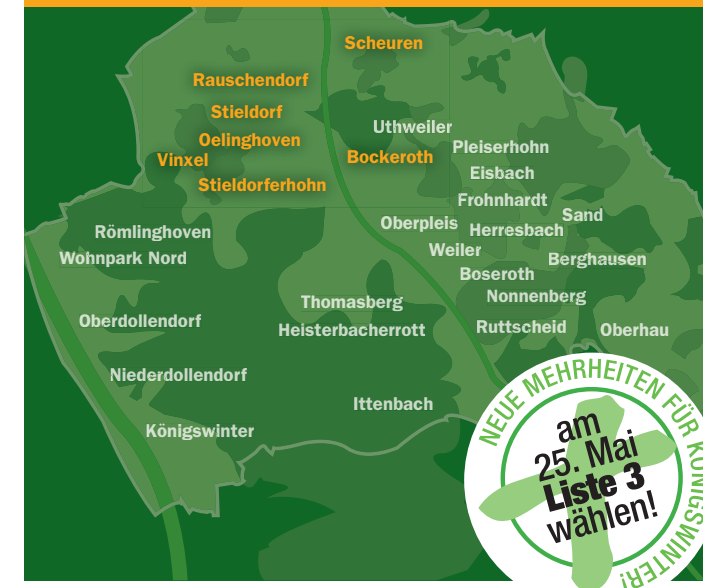 Scheuren
Rauschendorf
Stieldorf
Uthweiler
Oelinghoven
Pleiserhohn
Vinxel
Bockeroth
Eisbach
Stieldorferhohn
Frohnhardt
Sand
Oberpleis
Herresbach
Römlinghoven
Weiler
Berghausen
Wohnpark Nord
Boseroth
Nonnenberg
Thomasberg
Oberdollendorf
Heisterbacherrott
Ruttscheid
Oberhau
Niederdollendorf
Ittenbach
Königswinter
NEUE MEHRHEITEN FÜR KÖNIGSWINTER!
am
25. Mai
Liste 3
wählen!